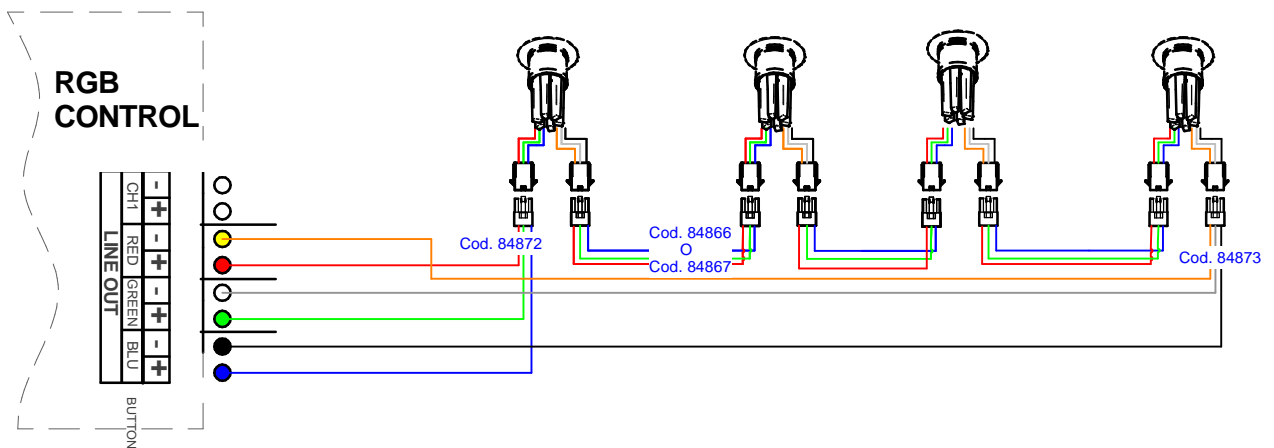 RGB
CONTROL
LINE OUT
CH1
-
+
RED
-
+
GREEN
-
+
BLU
-
+
BUTTON
Cod. 84872
Cod. 84866
O
Cod. 84867
Cod. 84873